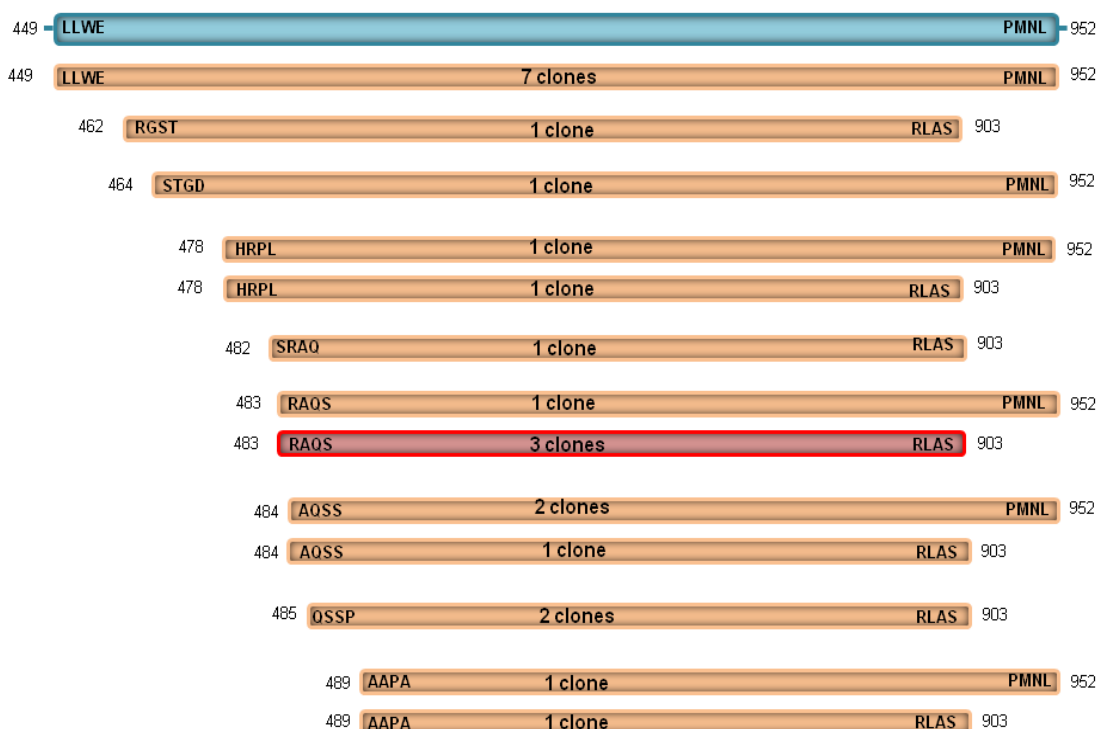 449 LLWE PMNL 952
449 LLWE 7 clones PMNL 952
462 RGST 1 clone RLAS 903
464 STGD 1 clone PMNL 952
478 HRPL 1 clone PMNL 952
478 HRPL 1 clone RLAS 903
482 SRAQ 1 clone RLAS 903
483 RAQS 1 clone PMNL 952
483 RAQS 3 clones RLAS 903
484 AQSS 2 clones PMNL 952
484 AQSS 1 clone RLAS 903
485 QSSP 2 clones RLAS 903
489 AAPA 1 clone PMNL 952
489 AAPA 1 clone RLAS 903